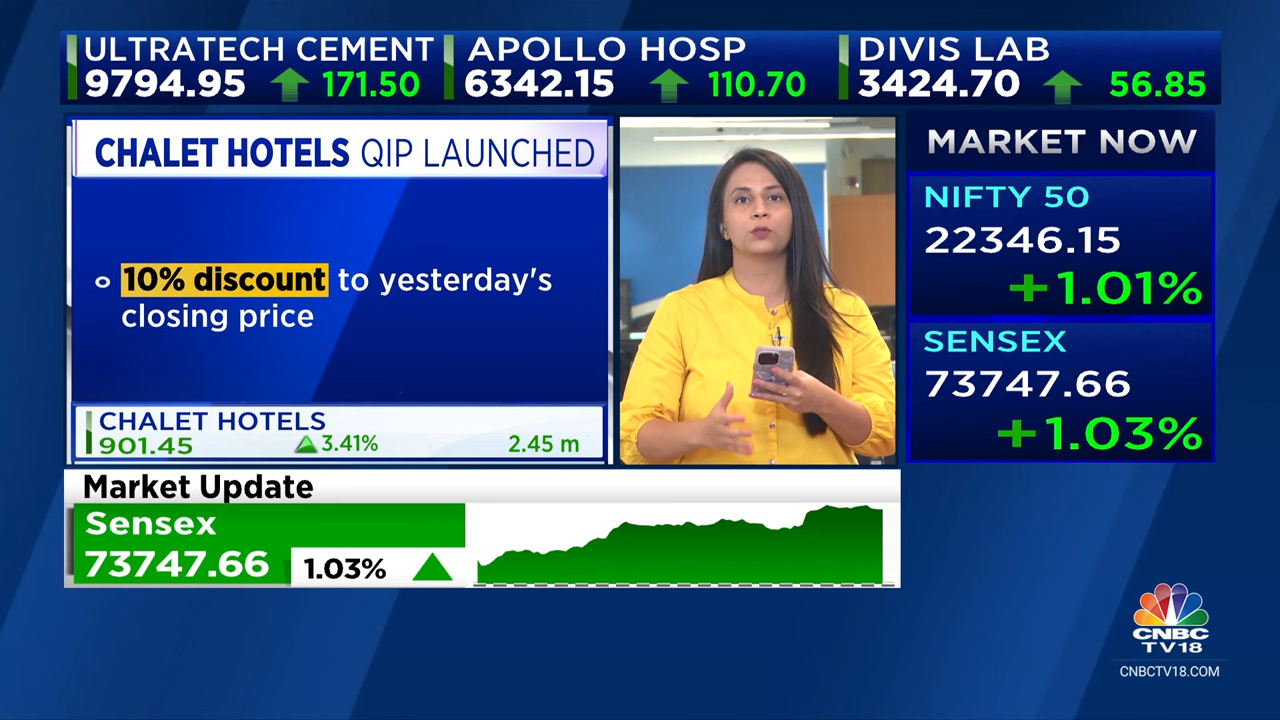 ULTRATECH CEMENT
9794.95 171.50
APOLLO HOSP
6342.15 110.70
DIVIS LAB
3424.70 56.85
CHALET HOTELS QIP LAUNCHED
10% discount to yesterday's
closing price
CHALET HOTELS
901.45 3.41% 2.45 m
MARKET NOW
NIFTY 50
22346.15
+1.01%
SENSEX
73747.66
+1.03%
Market Update
Sensex
73747.66 1.03%
CNBC
TV18
CNBCTV18.COM